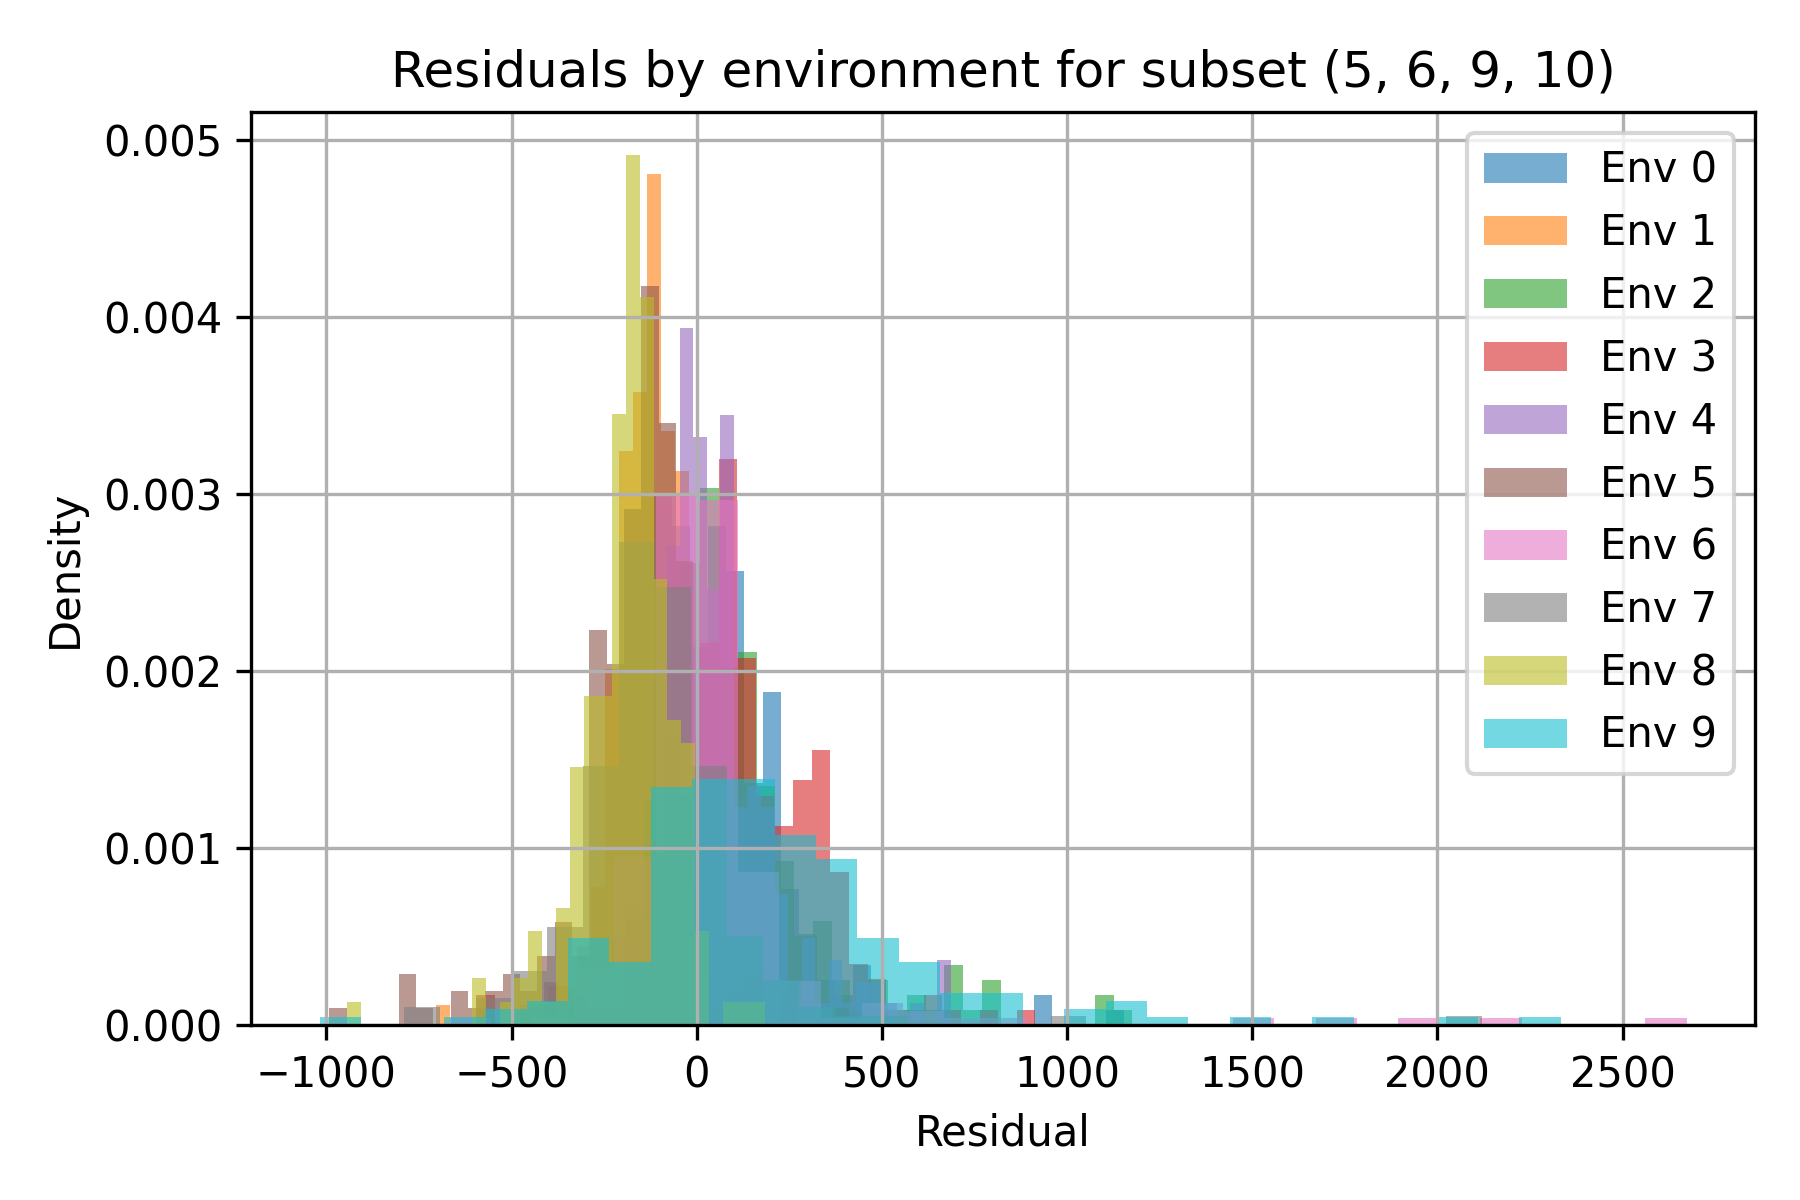 Residuals by environment for subset (5, 6, 9, 10)
0.005
0.004
0.003
0.002
0.001
0.000
Density
−1000
−500
0
500
1000
1500
2000
2500
Residual
Env 0
Env 1
Env 2
Env 3
Env 4
Env 5
Env 6
Env 7
Env 8
Env 9